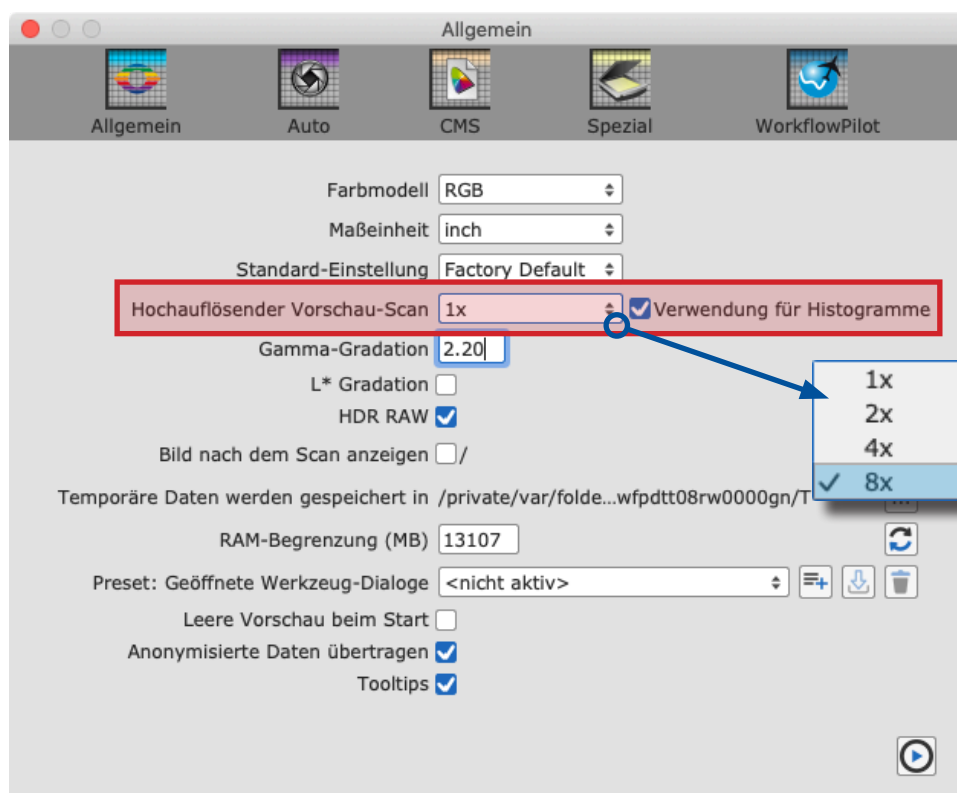 Allgemein
Allgemein Auto CMS Spezial WorkflowPilot
Farbmodell RGB
Maßeinheit inch
Standard-Einstellung Factory Default
Hochauflösender Vorschau-Scan 1x Verwendung für Histogramme
Gamma-Gradation 2.20
1x
L* Gradation
2x
HDR RAW
4x
Bild nach dem Scan anzeigen /
8x
Temporäre Daten werden gespeichert in /private/var/folde...wfpdtt08rw0000gn/T
RAM-Begrenzung (MB) 13107
Preset: Geöffnete Werkzeug-Dialoge <nicht aktiv>
Leere Vorschau beim Start
Anonymisierte Daten übertragen
Tooltips